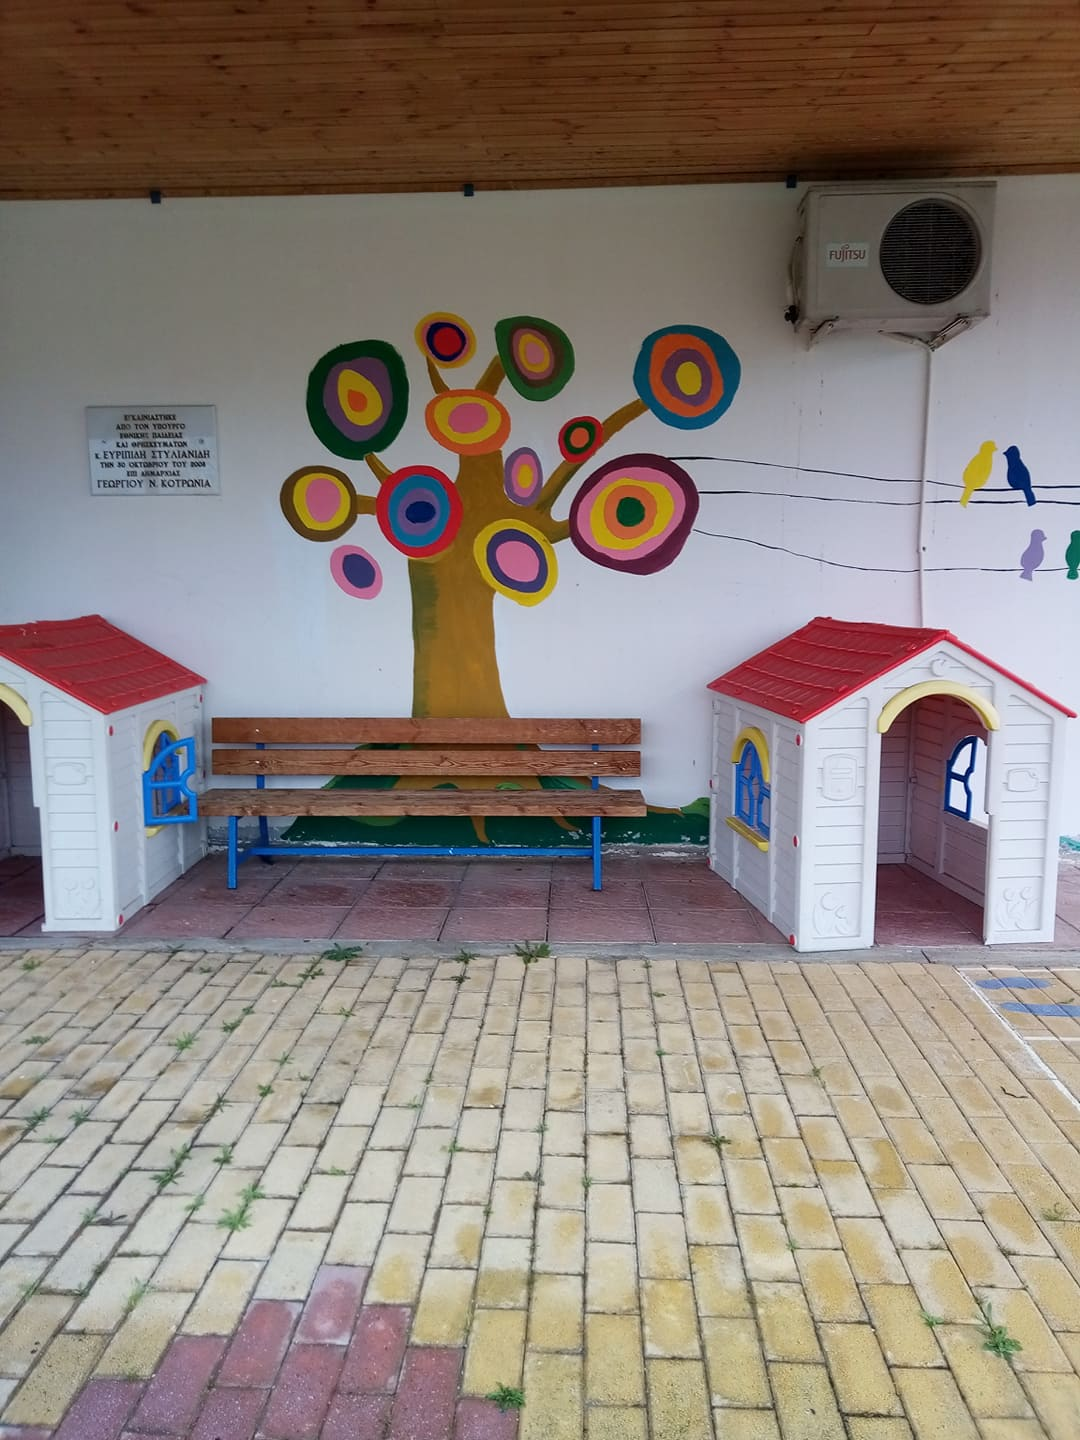 ΕΓΚΑΙΝΙΑΣΤΗΚΕ
ΑΠΟ ΤΟΝ ΥΠΟΥΡΓΟ
ΕΘΝΙΚΗΣ ΠΑΙΔΕΙΑΣ
ΚΑΙ ΘΡΗΣΚΕΥΜΑΤΩΝ
κ. ΕΥΡΙΠΙΔΗ ΣΤΥΛΙΑΝΙΔΗ
ΤΗΝ 30 ΟΚΤΩΒΡΙΟΥ ΤΟΥ 2008
ΕΠΙ ΔΗΜΑΡΧΙΑΣ
ΓΕΩΡΓΙΟΥ Ν. ΚΟΤΡΩΝΙΑ
FUJITSU